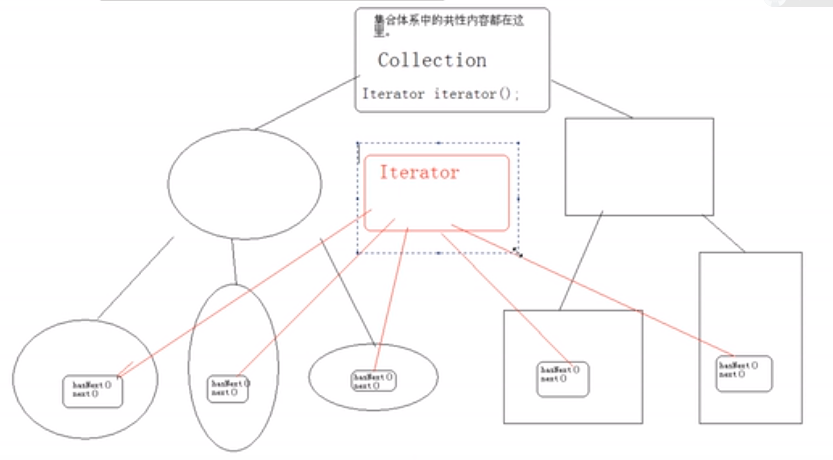 集合体系中的共性内容都在这
里。
Collection
Iterator iterator();
Iterator
hasNext()
next()
hasNext()
next()
hasNext()
next()
hasNext()
next()
hasNext()
next()